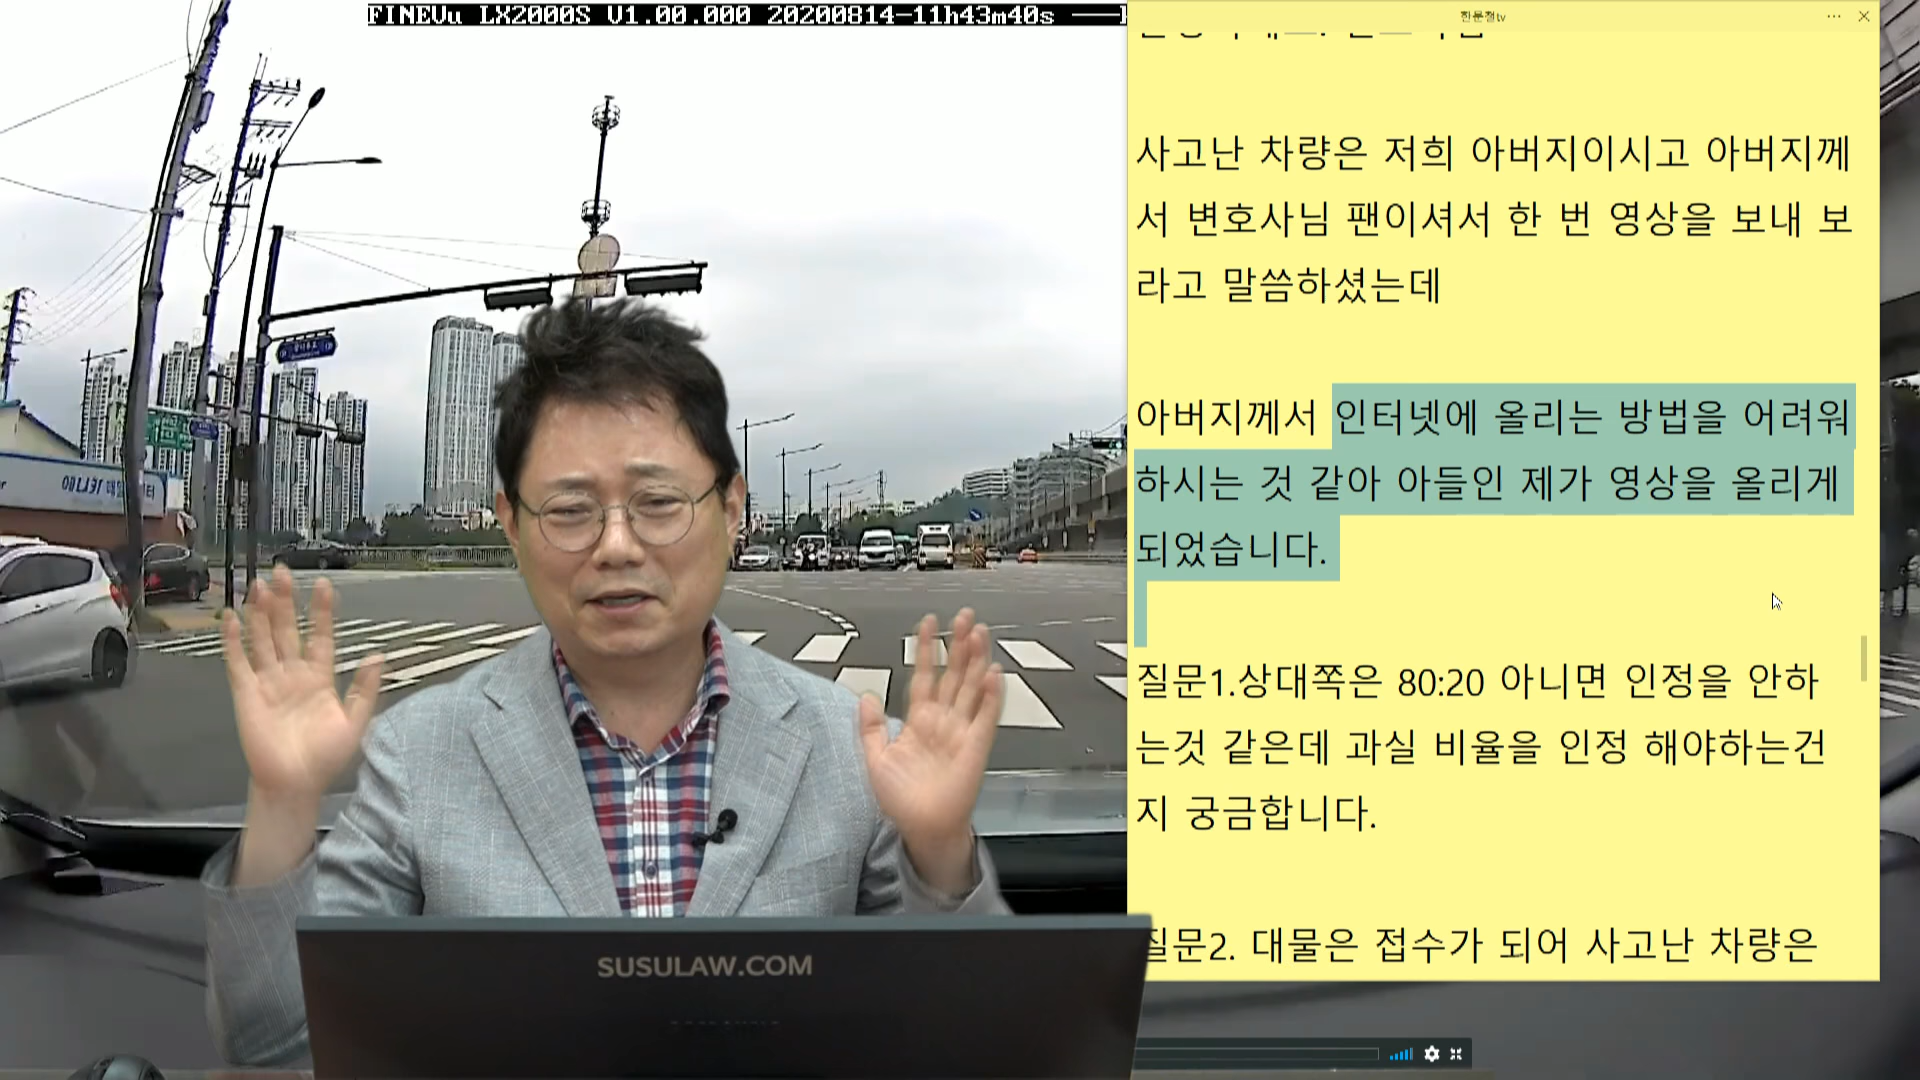 FINEVu LX2000S V1.00.000 20200814-11h43m40s
한문철tv
사고난 차량은 저희 아버지이시고 아버지께
서 변호사님 팬이셔서 한 번 영상을 보내 보
라고 말씀하셨는데
아버지께서 인터넷에 올리는 방법을 어려워
하시는 것 같아 아들인 제가 영상을 올리게
되었습니다.
질문1.상대쪽은 80:20 아니면 인정을 안하
는것 같은데 과실 비율을 인정 해야하는건
지 궁금합니다.
질문2. 대물은 접수가 되어 사고난 차량은
SUSULAW.COM